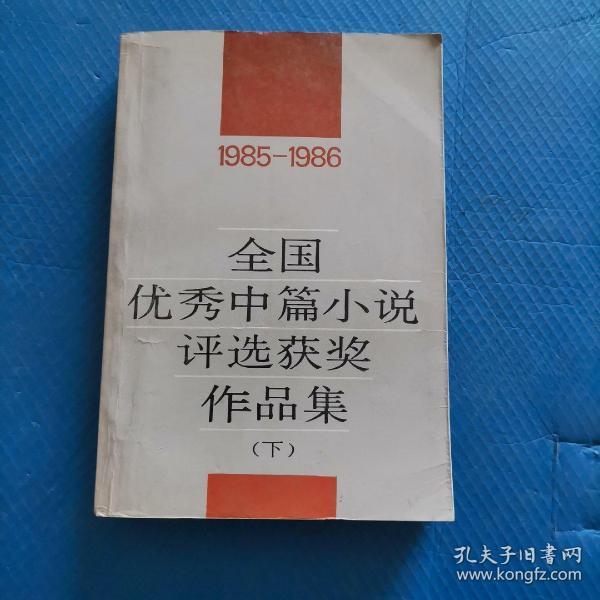 1985-1986
全国
优秀中篇小说
评选获奖
作品集
（下）
孔夫子旧书网
www.kongfz.com